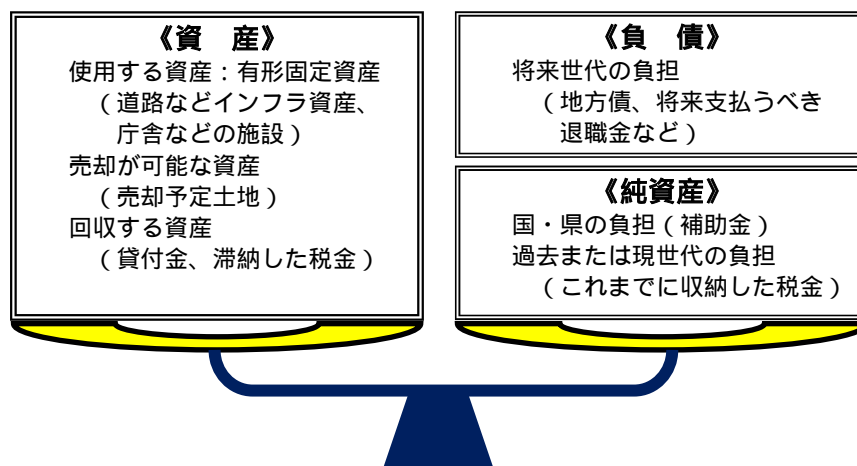 《資　産》
使用する資産：有形固定資産
（道路などインフラ資産、
庁舎などの施設）
売却が可能な資産
（売却予定土地）
回収する資産
（貸付金、滞納した税金）
《負　債》
将来世代の負担
（地方債、将来支払うべき
退職金など）
《純資産》
国・県の負担（補助金）
過去または現世代の負担
（これまでに収納した税金）